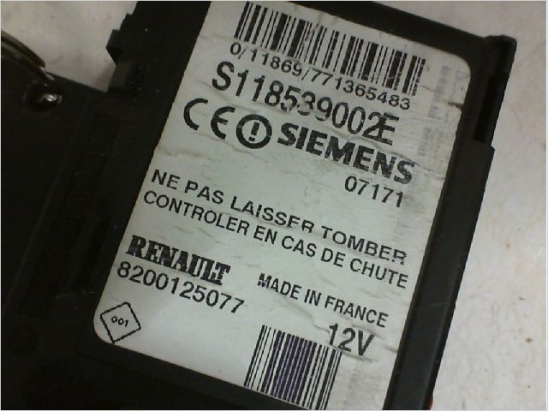 0/11869/771365483
S118539002E
CE SIEMENS
07171
NE PAS LAISSER TOMBER
CONTROLER EN CAS DE CHUTE
RENAULT
8200125077
MADE IN FRANCE
12V
001